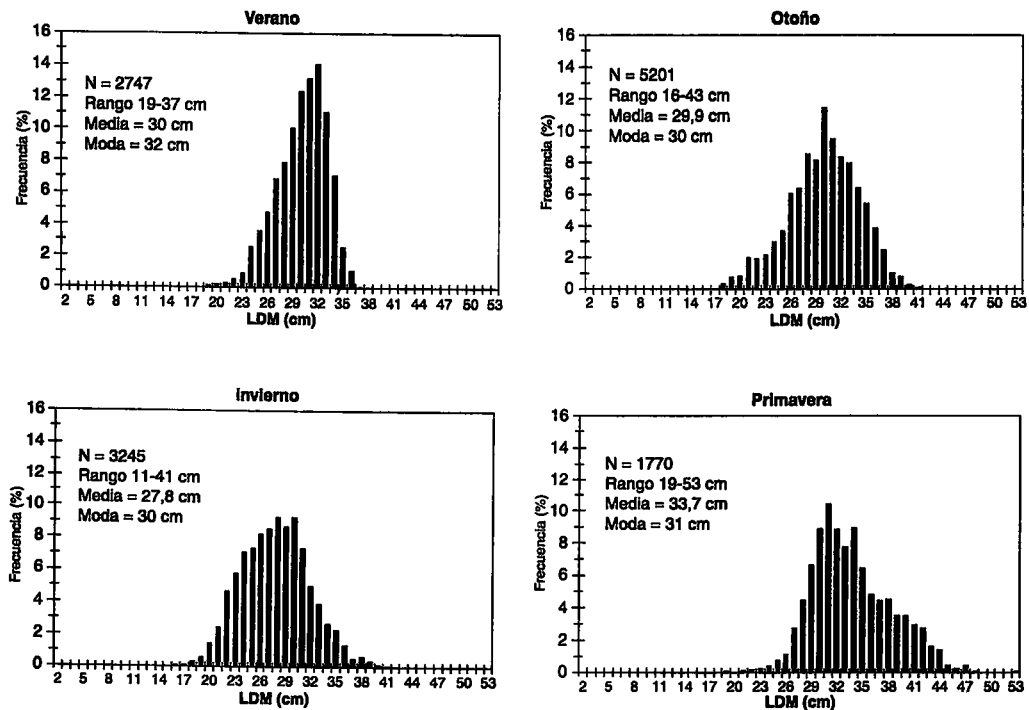 Verano
16
14
12
10
8
6
4
2
0
Frecuencia (%)
N = 2747
Rango 19-37 cm
Media = 30 cm
Moda = 32 cm
2 5 8 11 14 17 20 23 26 29 32 35 38 41 44 47 50 53
LDM (cm)
Otoño
16
14
12
10
8
6
4
2
0
Frecuencia (%)
N = 5201
Rango 16-43 cm
Media = 29,9 cm
Moda = 30 cm
2 5 8 11 14 17 20 23 26 29 32 35 38 41 44 47 50 53
LDM (cm)
Invierno
16
14
12
10
8
6
4
2
0
Frecuencia (%)
N = 3245
Rango 11-41 cm
Media = 27,8 cm
Moda = 30 cm
2 5 8 11 14 17 20 23 26 29 32 35 38 41 44 47 50 53
LDM (cm)
Primavera
16
14
12
10
8
6
4
2
0
Frecuencia (%)
N = 1770
Rango 19-53 cm
Media = 33,7 cm
Moda = 31 cm
2 5 8 11 14 17 20 23 26 29 32 35 38 41 44 47 50 53
LDM (cm)